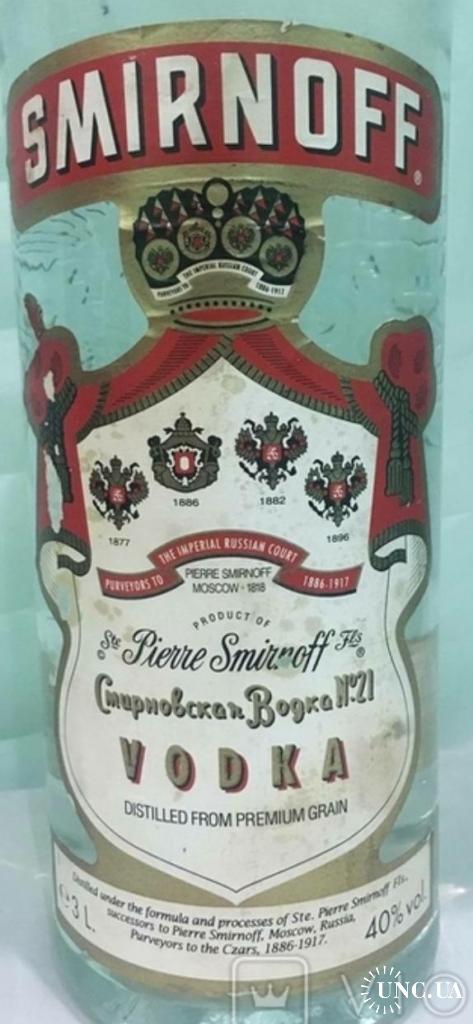 SMIRNOFF®
PURVEYORS TO THE IMPERIAL RUSSIAN COURT 1886-1917
1877 1886 1882 1896
PURVEYORS TO THE IMPERIAL RUSSIAN COURT 1886-1917
PIERRE SMIRNOFF
MOSCOW · 1818
PRODUCT OF
© Ste Pierre Smirnoff Fls ®
Смирновская Водка №21
VODKA
DISTILLED FROM PREMIUM GRAIN
Distilled under the formula and processes of Ste. Pierre Smirnoff Fls.,
successors to Pierre Smirnoff, Moscow, Russia,
Purveyors to the Czars, 1886-1917.
℮ 3 L.
40% vol.
UNC.UA